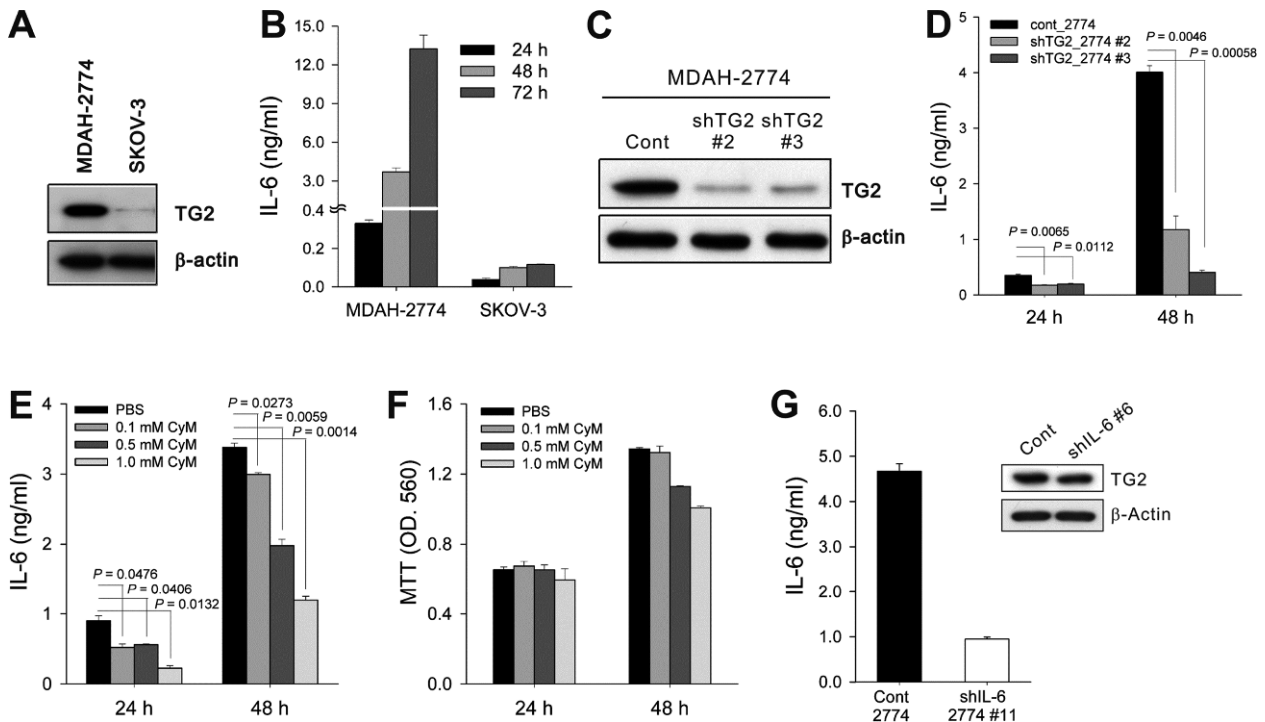 A
MDAH-2774
SKOV-3
TG2
β-actin
B
IL-6 (ng/ml)
15.0
12.0
9.0
6.0
3.0
0.4
0.2
0.0
24 h
48 h
72 h
MDAH-2774
SKOV-3
C
MDAH-2774
Cont
shTG2
#2
shTG2
#3
TG2
β-actin
D
IL-6 (ng/ml)
5
4
3
2
1
0
cont_2774
shTG2_2774 #2
shTG2_2774 #3
P = 0.0046
P = 0.00058
P = 0.0065
P = 0.0112
24 h
48 h
E
IL-6 (ng/ml)
4
3
2
1
0
PBS
0.1 mM CyM
0.5 mM CyM
1.0 mM CyM
P = 0.0273
P = 0.0059
P = 0.0014
P = 0.0476
P = 0.0406
P = 0.0132
24 h
48 h
F
MTT (OD. 560)
1.6
1.2
0.8
0.4
0.0
PBS
0.1 mM CyM
0.5 mM CyM
1.0 mM CyM
24 h
48 h
G
IL-6 (ng/ml)
6.0
5.0
4.0
3.0
2.0
1.0
0.0
Cont
shIL-6 #6
TG2
β-Actin
Cont
2774
shIL-6
2774 #11